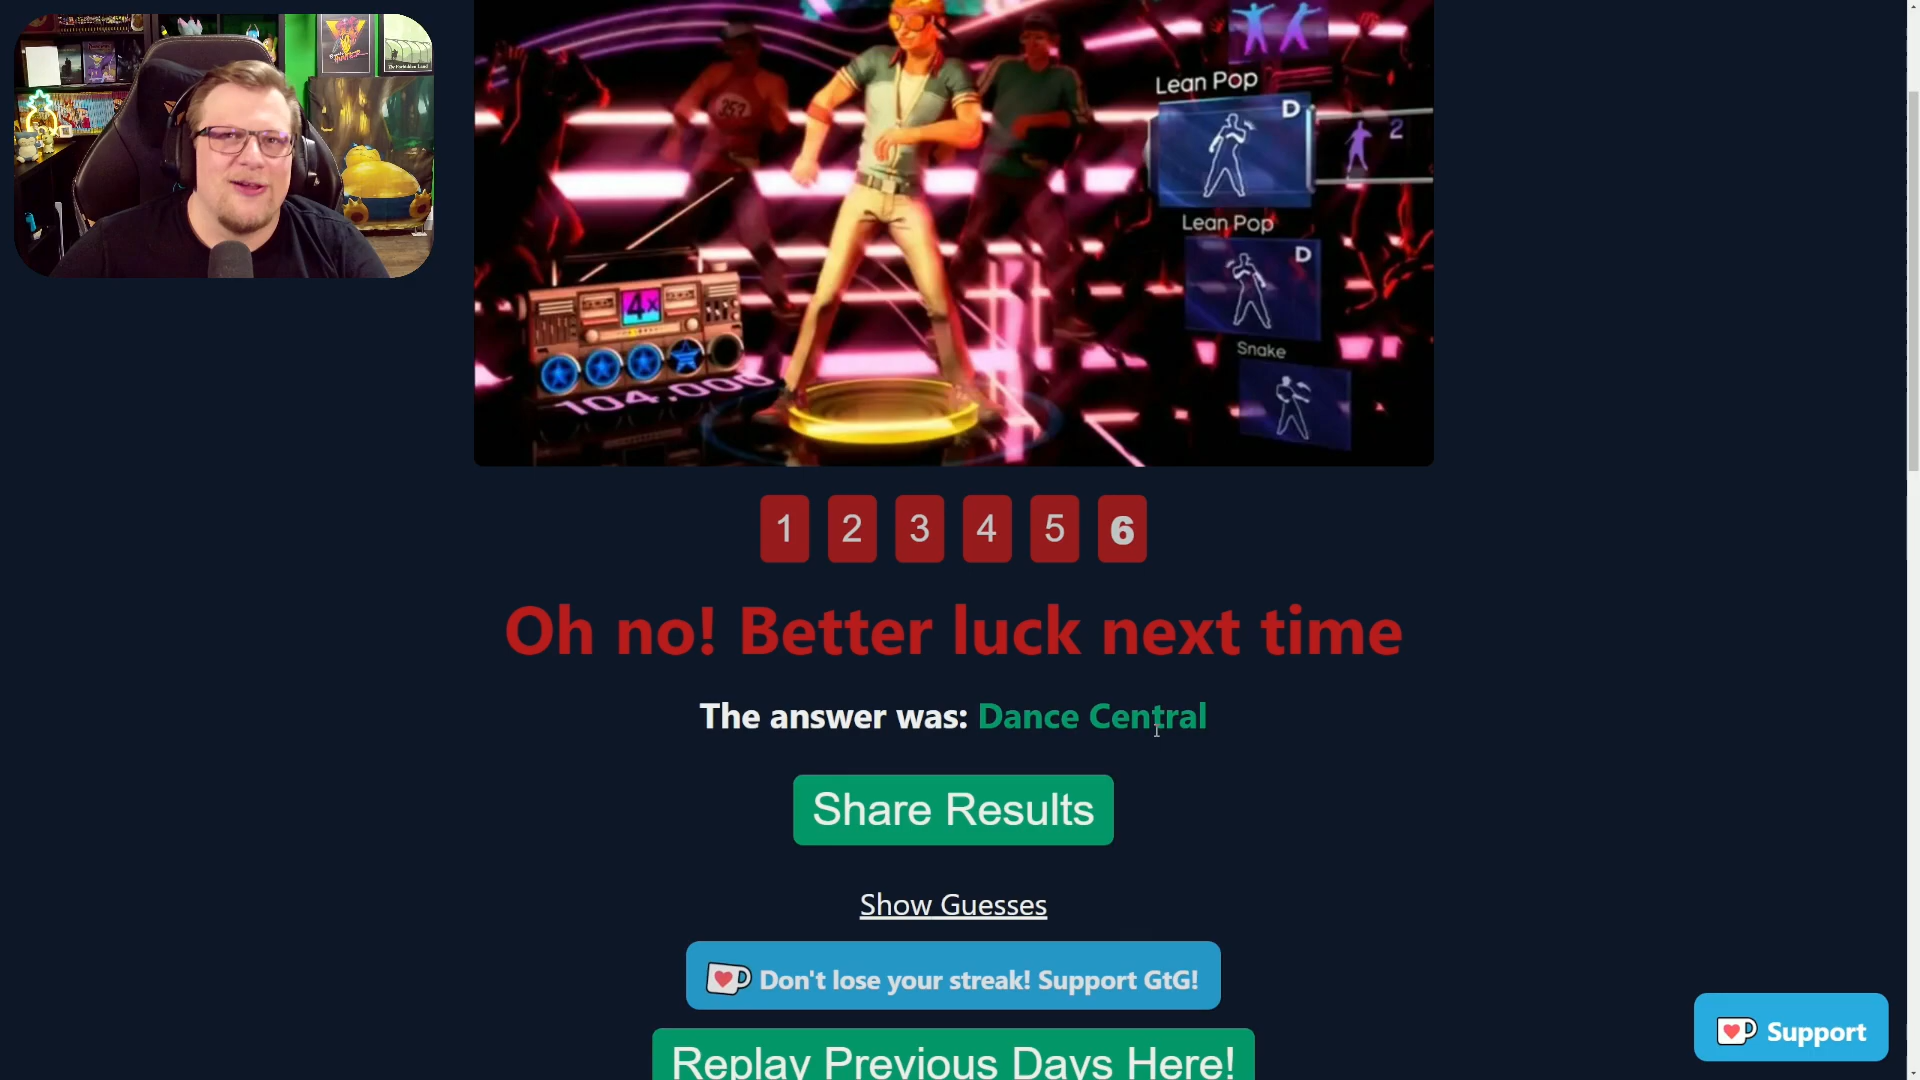 Lean Pop
D
2
Lean Pop
D
Snake
357
4x
104,000
1 2 3 4 5 6
Oh no! Better luck next time
The answer was: Dance Central
Share Results
Show Guesses
Don't lose your streak! Support GtG!
Replay Previous Days Here!
Support